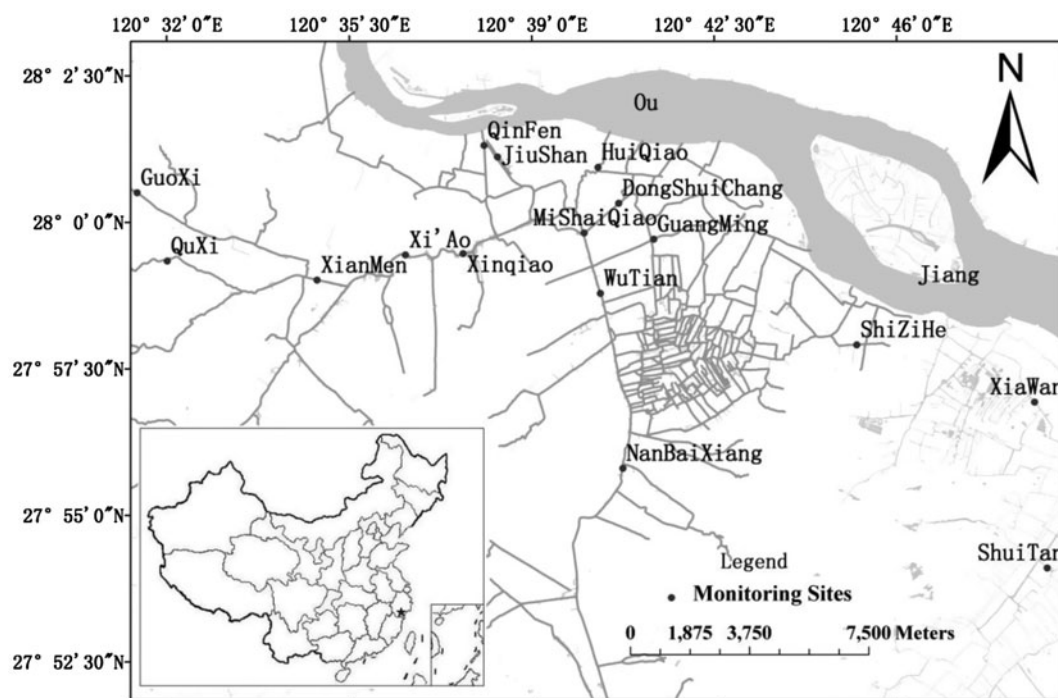 120° 32′0″E 120° 35′30″E 120° 39′0″E 120° 42′30″E 120° 46′0″E
28° 2′30″N
N
Ou
QinFen
JiuShan
HuiQiao
GuoXi
DongShuiChang
28° 0′0″N
MiShaiQiao
GuangMing
QuXi
Xi'Ao
XianMen
Xinqiao
Jiang
WuTian
ShiZiHe
27° 57′30″N
XiaWan
NanBaiXiang
27° 55′0″N
ShuiTan
Legend
Monitoring Sites
0 1,875 3,750 7,500 Meters
27° 52′30″N